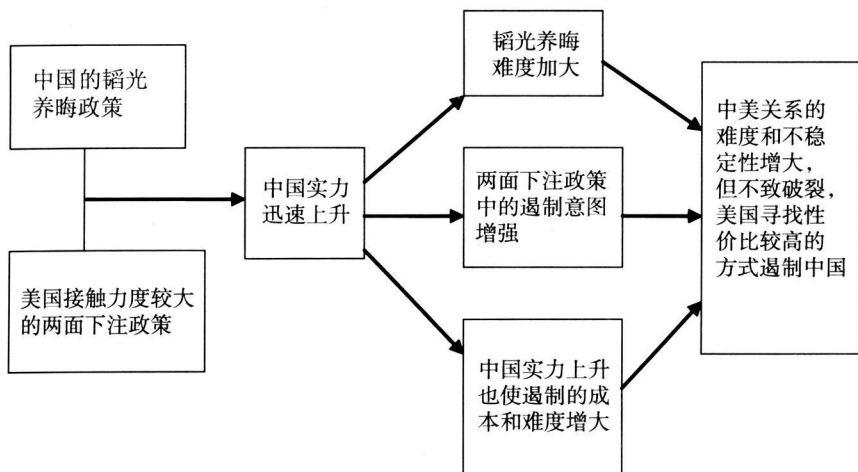 中国的韬光
养晦政策
美国接触力度较大
的两面下注政策
中国实力
迅速上升
韬光养晦
难度加大
两面下注政策
中的遏制意图
增强
中国实力上升
也使遏制的成
本和难度增大
中美关系的
难度和不稳
定性增大，
但不致破裂，
美国寻找性
价比较高的
方式遏制中国